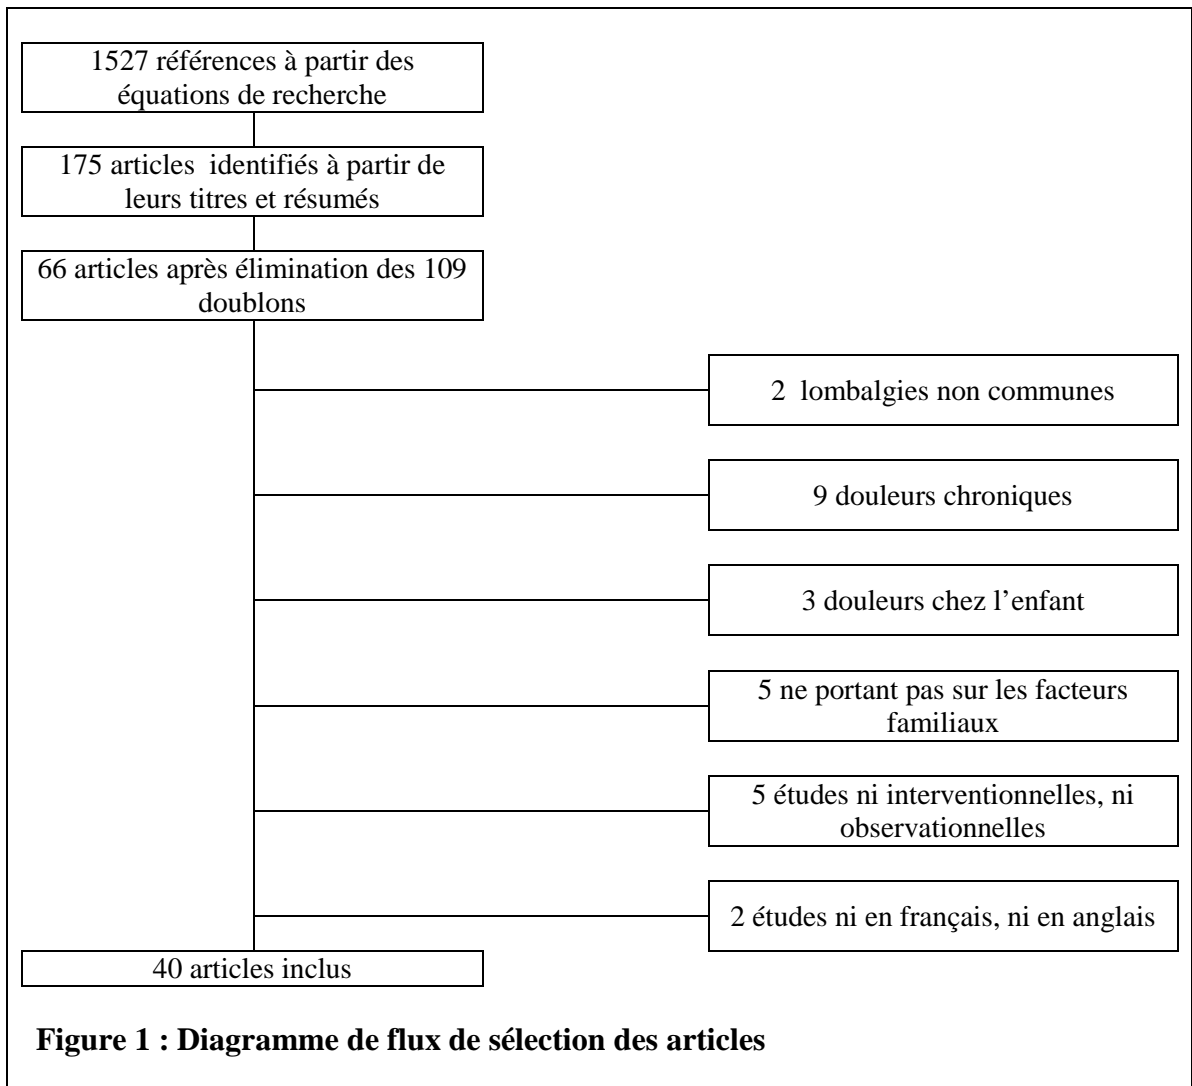 1527 références à partir des
équations de recherche
175 articles  identifiés à partir de
leurs titres et résumés
66 articles après élimination des 109
doublons
2  lombalgies non communes
9 douleurs chroniques
3 douleurs chez l’enfant
5 ne portant pas sur les facteurs
familiaux
5 études ni interventionnelles, ni
observationnelles
2 études ni en français, ni en anglais
40 articles inclus
Figure 1 : Diagramme de flux de sélection des articles